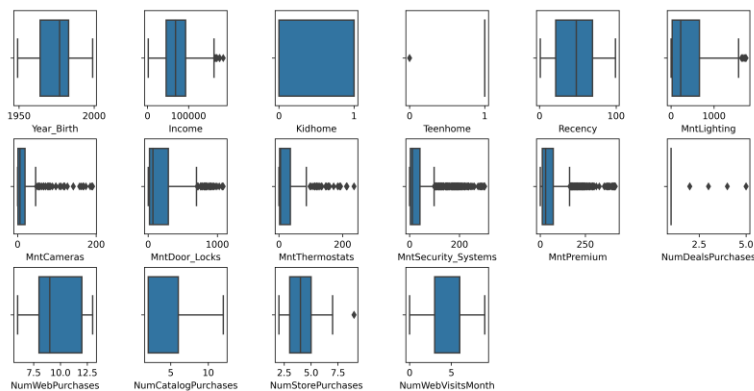 1950 2000
Year_Birth
100000
Income
0 1
Kidhome
0 1
Teenhome
0 100
Recency
0 1000
MntLighting
0 200
MntCameras
0 1000
MntDoor_Locks
0 200
MntThermostats
0 200
MntSecurity_Systems
0 250
MntPremium
2.5 5.0
NumDealsPurchases
7.5 10.0 12.5
NumWebPurchases
5 10
NumCatalogPurchases
2.5 5.0 7.5
NumStorePurchases
0 5
NumWebVisitsMonth